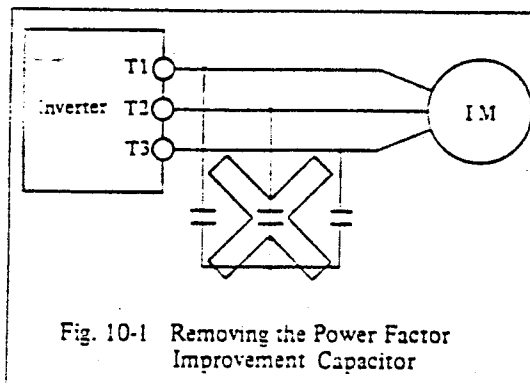 T1
Inverter T2
IM
T3
Fig. 10-1 Removing the Power Factor
Improvement Capacitor